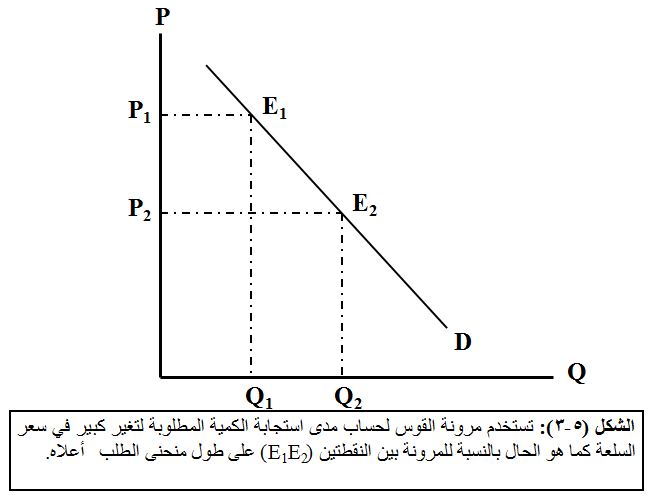 P
P1
E1
P2
E2
D
Q
Q1
Q2
الشكل (٥-٣): تستخدم مرونة القوس لحساب مدى استجابة الكمية المطلوبة لتغير كبير في سعر
السلعة كما هو الحال بالنسبة للمرونة بين النقطتين (E1E2) على طول منحنى الطلب أعلاه.